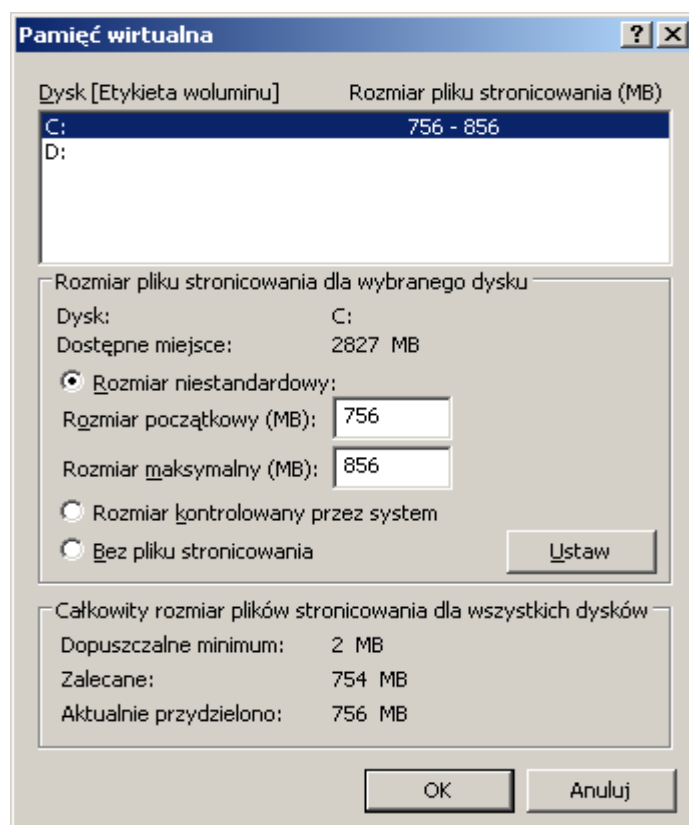 Pamięć wirtualna
Dysk [Etykieta woluminu] Rozmiar pliku stronicowania (MB)
C: 756 - 856
D:
Rozmiar pliku stronicowania dla wybranego dysku
Dysk: C:
Dostępne miejsce: 2827 MB
Rozmiar niestandardowy:
Rozmiar początkowy (MB): 756
Rozmiar maksymalny (MB): 856
Rozmiar kontrolowany przez system
Bez pliku stronicowania Ustaw
Całkowity rozmiar plików stronicowania dla wszystkich dysków
Dopuszczalne minimum: 2 MB
Zalecane: 754 MB
Aktualnie przydzielono: 756 MB
OK Anuluj